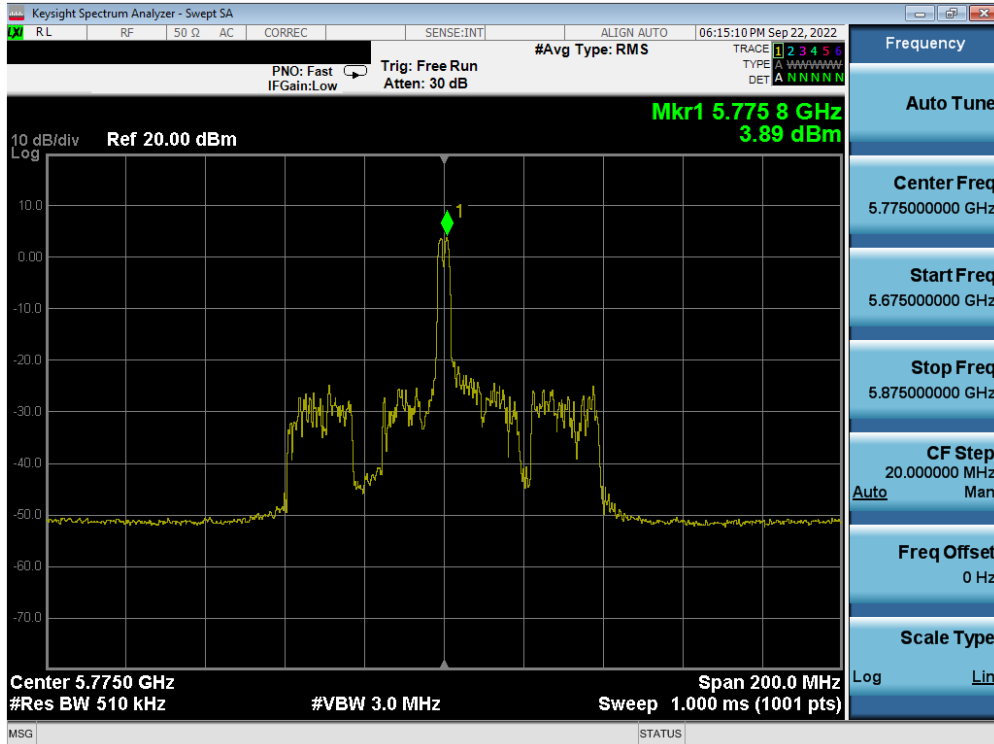 Keysight Spectrum Analyzer - Swept SA
LXI RL RF 50 Ω AC CORREC SENSE:INT ALIGN AUTO 06:15:10 PM Sep 22, 2022
#Avg Type: RMS TRACE 1 2 3 4 5 6
PNO: Fast Trig: Free Run TYPE A WWWWW
IFGain:Low Atten: 30 dB DET A N N N N N
Mkr1 5.775 8 GHz
3.89 dBm
10 dB/div Ref 20.00 dBm
Log
1
10.0
0.00
-10.0
-20.0
-30.0
-40.0
-50.0
-60.0
-70.0
Center 5.7750 GHz Span 200.0 MHz
#Res BW 510 kHz #VBW 3.0 MHz Sweep 1.000 ms (1001 pts)
MSG STATUS
Frequency
Auto Tune
Center Freq
5.775000000 GHz
Start Freq
5.675000000 GHz
Stop Freq
5.875000000 GHz
CF Step
20.000000 MHz
Auto Man
Freq Offset
0 Hz
Scale Type
Log Lin